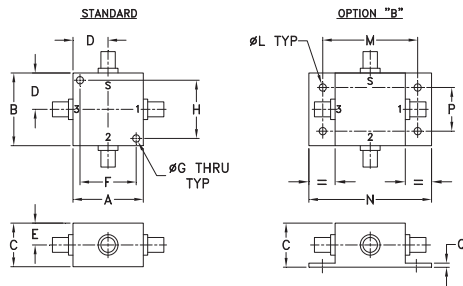 STANDARD
OPTION "B"
D
øL TYP
M
D
B
S
3
1
2
H
S
3
1
2
P
øG THRU
TYP
F
A
=
=
N
E
C
C
Q